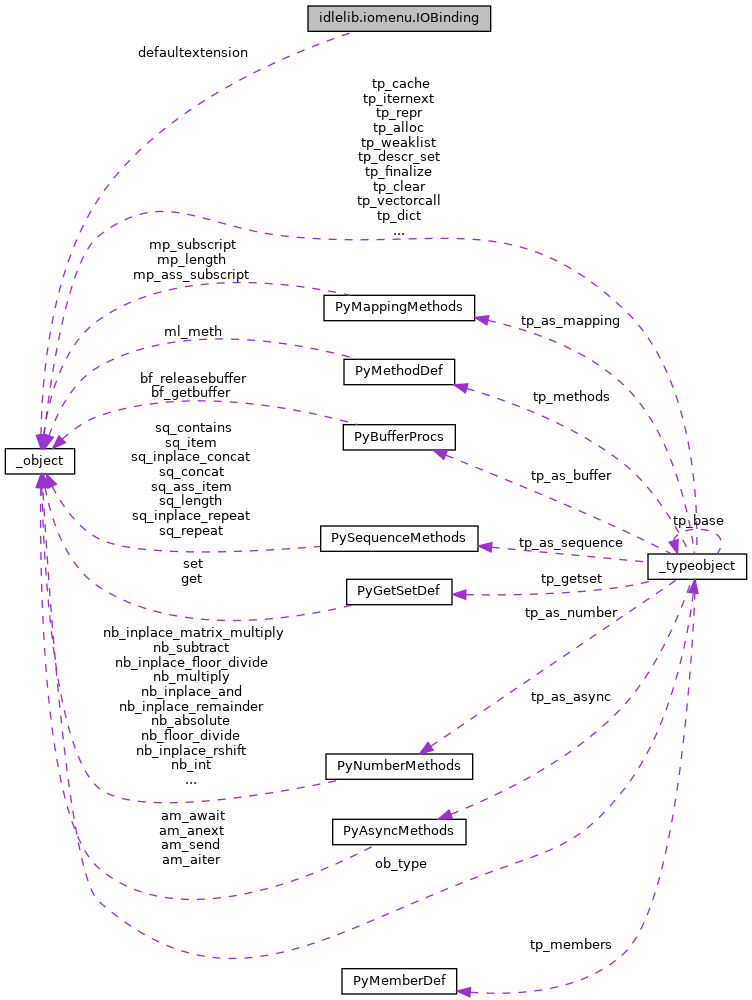 idlelib.iomenu.IOBinding
defaultextension
tp_cache
tp_iternext
tp_repr
tp_alloc
tp_weaklist
tp_descr_set
tp_finalize
tp_clear
tp_vectorcall
tp_dict
...
mp_subscript
mp_length
mp_ass_subscript
PyMappingMethods
tp_as_mapping
ml_meth
PyMethodDef
tp_methods
bf_releasebuffer
bf_getbuffer
PyBufferProcs
_object
sq_contains
sq_item
sq_inplace_concat
sq_concat
sq_ass_item
sq_length
sq_inplace_repeat
sq_repeat
tp_as_buffer
tp_base
PySequenceMethods
tp_as_sequence
_typeobject
set
get
PyGetSetDef
tp_getset
tp_as_number
nb_inplace_matrix_multiply
nb_subtract
nb_inplace_floor_divide
nb_multiply
nb_inplace_and
nb_inplace_remainder
nb_absolute
nb_floor_divide
nb_inplace_rshift
nb_int
...
tp_as_async
PyNumberMethods
am_await
am_anext
am_send
am_aiter
PyAsyncMethods
ob_type
tp_members
PyMemberDef